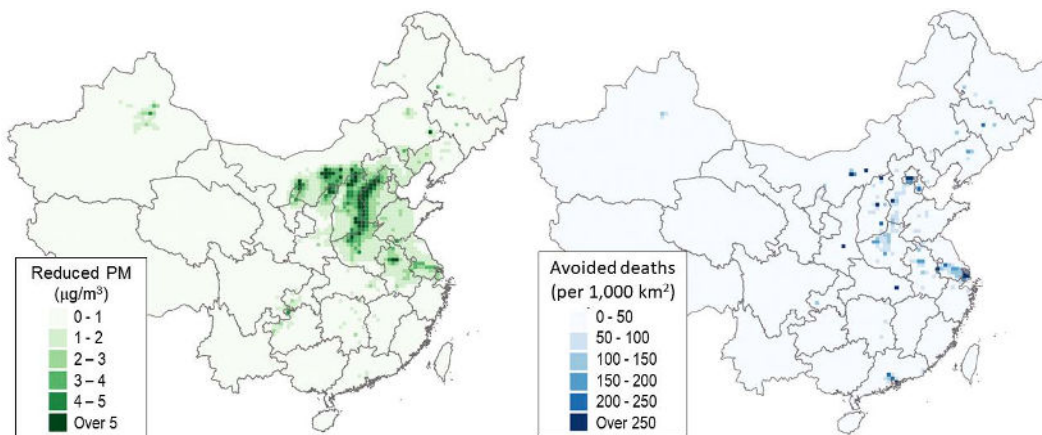 Reduced PM
(μg/m³)
0 - 1
1 - 2
2 – 3
3 – 4
4 – 5
Over 5
Avoided deaths
(per 1,000 km²)
0 - 50
50 - 100
100 - 150
150 - 200
200 - 250
Over 250